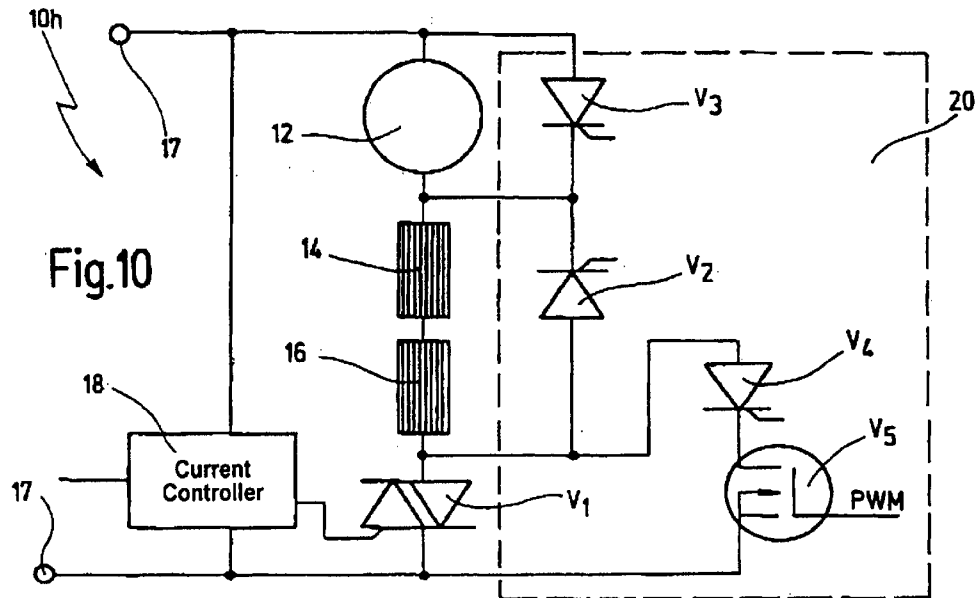 10h
17
12
V3
20
14
Fig.10
V2
16
V4
18
V5
Current
Controller
17
V1
PWM